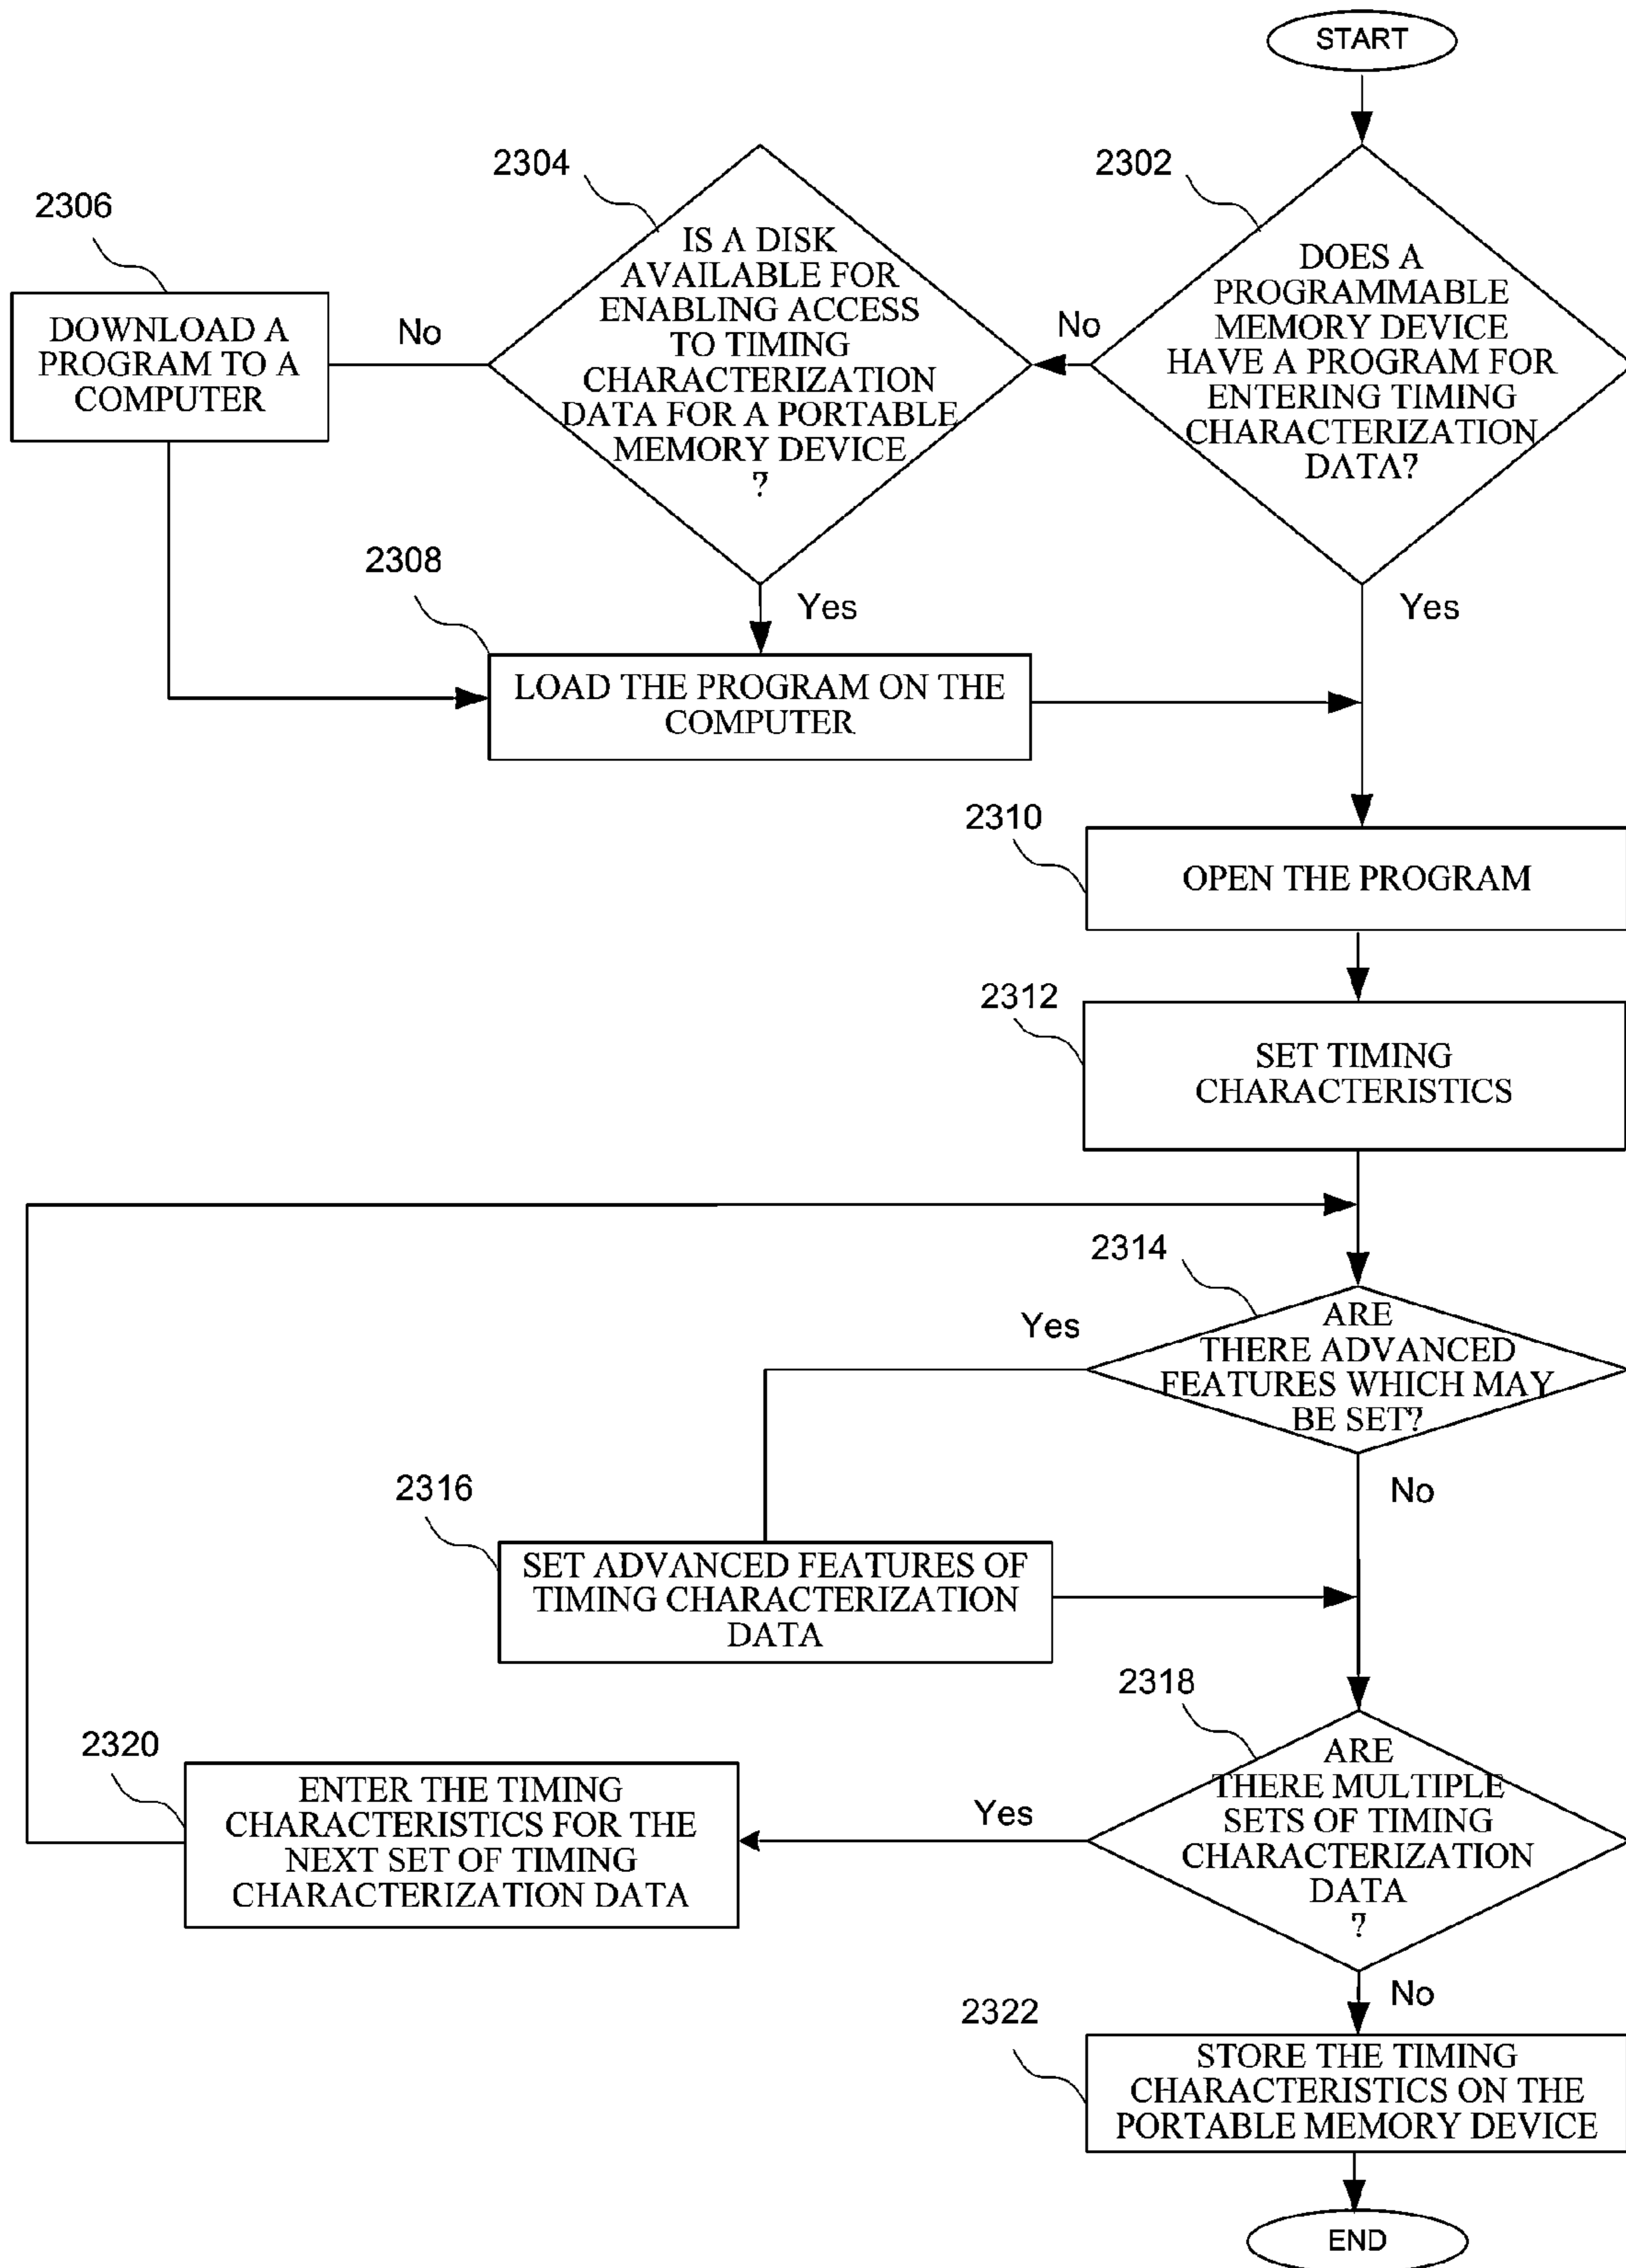 START
2302
DOES A
PROGRAMMABLE
MEMORY DEVICE
HAVE A PROGRAM FOR
ENTERING TIMING
CHARACTERIZATION
DATA?
No
Yes
2304
IS A DISK
AVAILABLE FOR
ENABLING ACCESS
TO TIMING
CHARACTERIZATION
DATA FOR A PORTABLE
MEMORY DEVICE
?
No
Yes
2306
DOWNLOAD A
PROGRAM TO A
COMPUTER
2308
LOAD THE PROGRAM ON THE
COMPUTER
2310
OPEN THE PROGRAM
2312
SET TIMING
CHARACTERISTICS
2314
ARE
THERE ADVANCED
FEATURES WHICH MAY
BE SET?
Yes
No
2316
SET ADVANCED FEATURES OF
TIMING CHARACTERIZATION
DATA
2318
ARE
THERE MULTIPLE
SETS OF TIMING
CHARACTERIZATION
DATA
?
Yes
No
2320
ENTER THE TIMING
CHARACTERISTICS FOR THE
NEXT SET OF TIMING
CHARACTERIZATION DATA
2322
STORE THE TIMING
CHARACTERISTICS ON THE
PORTABLE MEMORY DEVICE
END